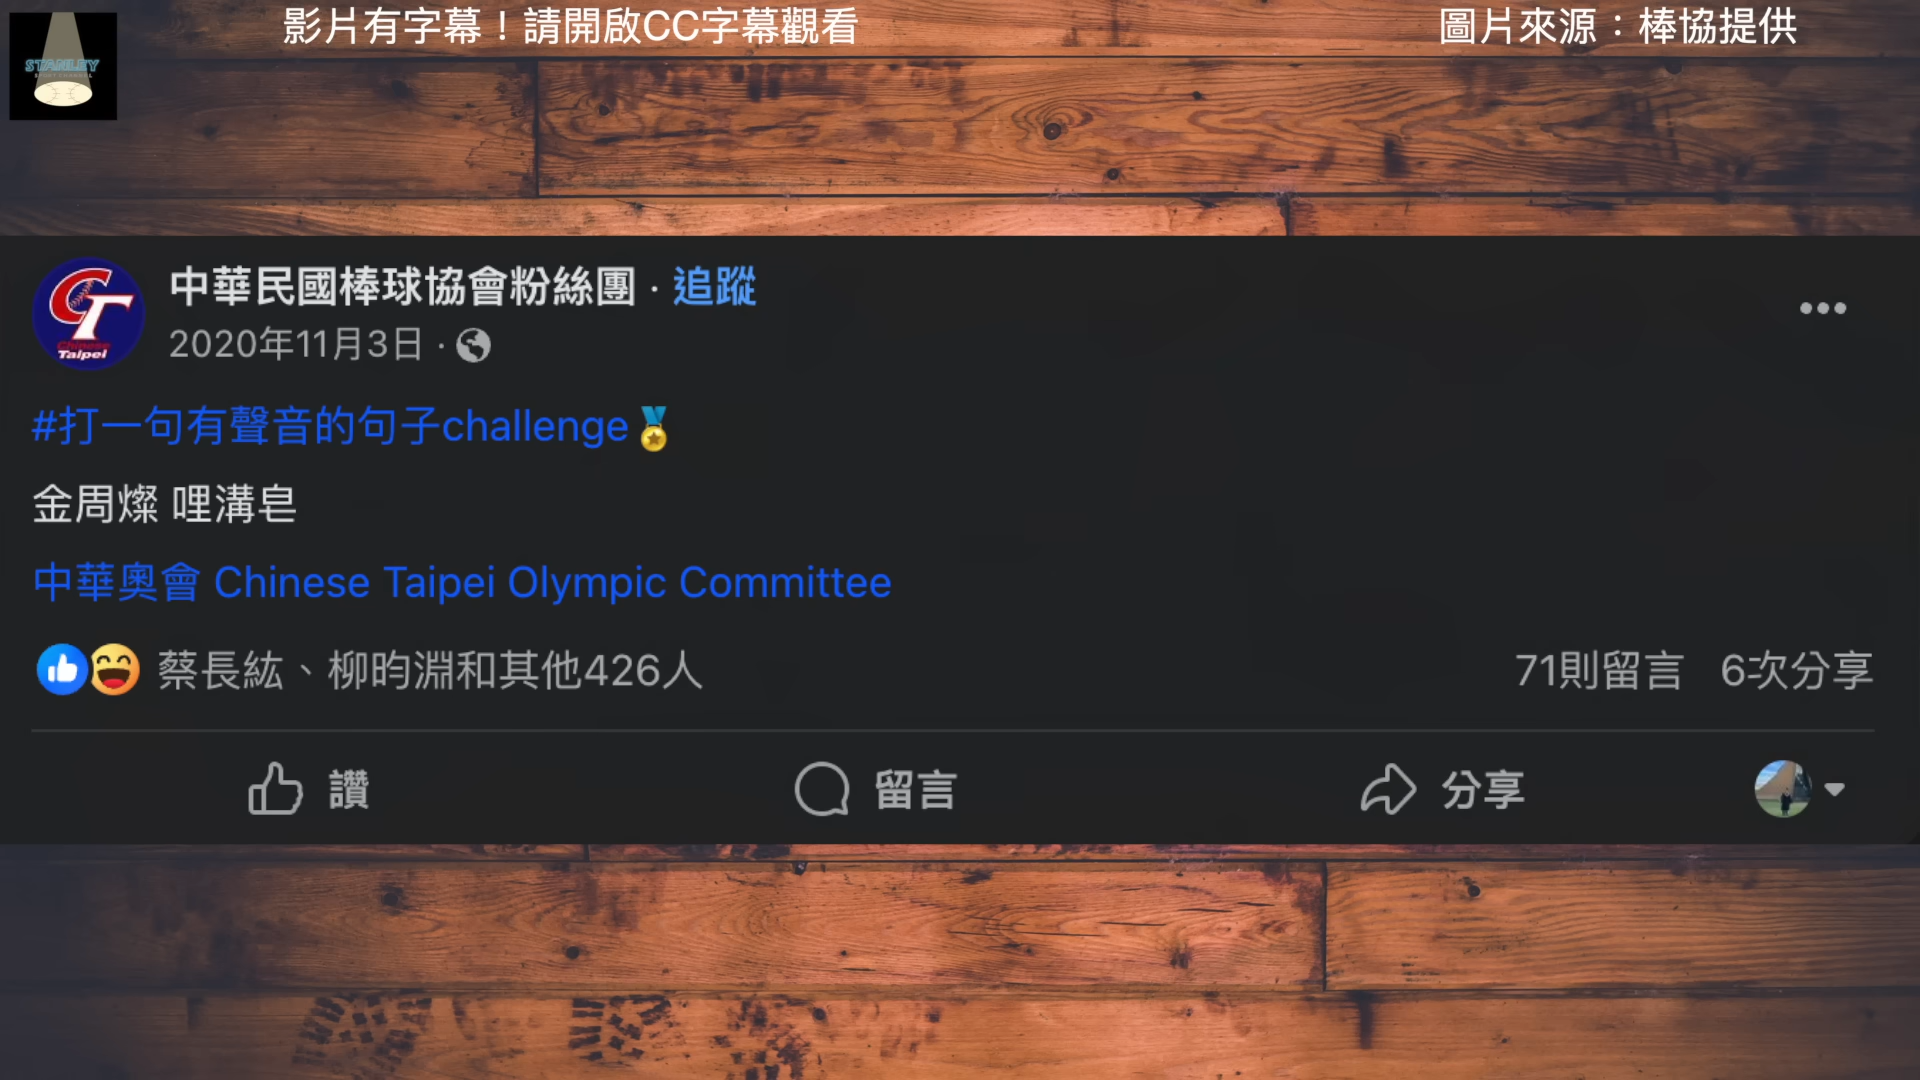 影片有字幕！請開啟CC字幕觀看
圖片來源：棒協提供
STANLEY
中華民國棒球協會粉絲團 · 追蹤
CT
Chinese
Taipei
2020年11月3日 ·
#打一句有聲音的句子challenge🏅
金周燦 哩溝皂
中華奧會 Chinese Taipei Olympic Committee
蔡長紘、柳昀淵和其他426人
71則留言 6次分享
讚
留言
分享